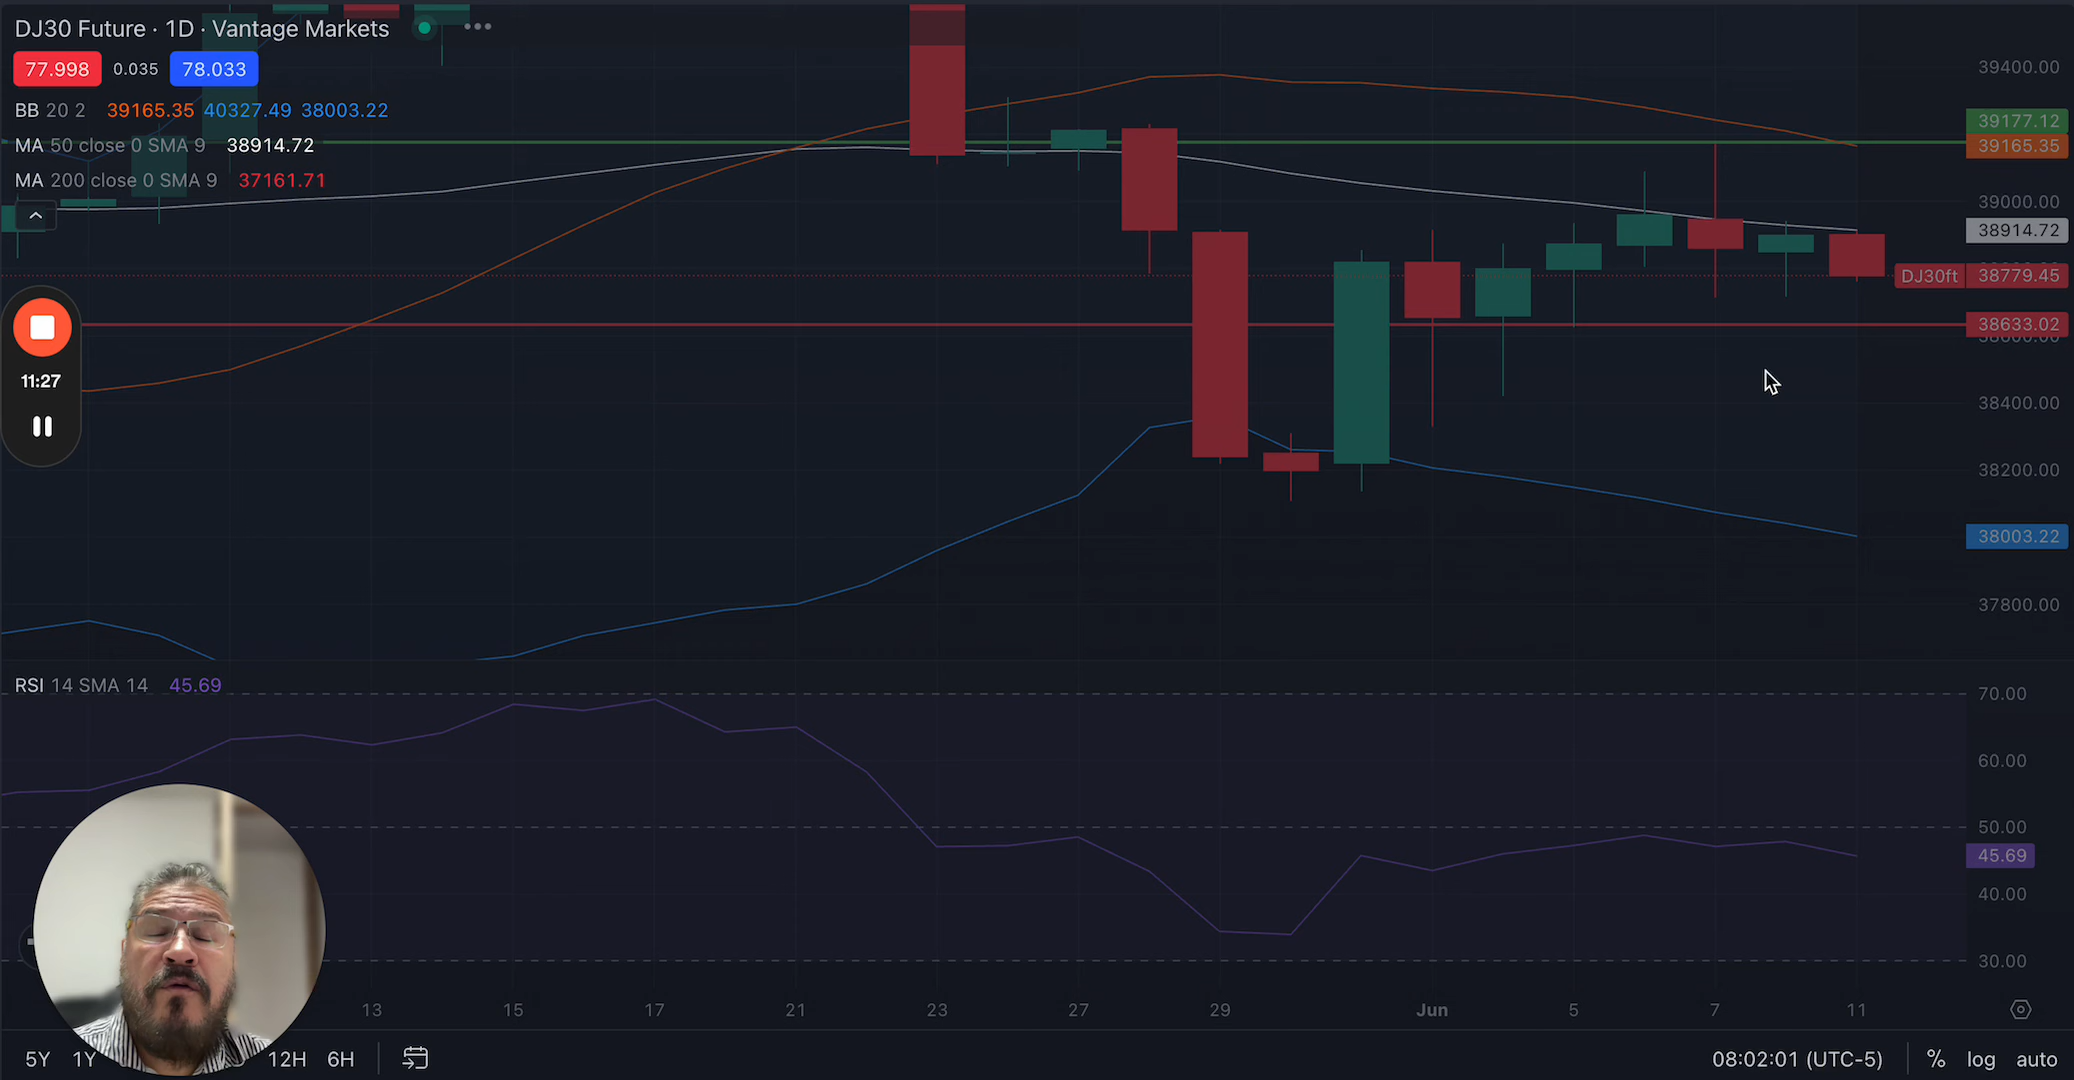 DJ30 Future · 1D · Vantage Markets
77.998 0.035 78.033
BB 20 2 39165.35 40327.49 38003.22
MA 50 close 0 SMA 9 38914.72
MA 200 close 0 SMA 9 37161.71
39400.00
39177.12
39165.35
39000.00
38914.72
DJ30ft 38779.45
38633.02
38600.00
38400.00
38200.00
38003.22
37800.00
11:27
RSI 14 SMA 14 45.69
70.00
60.00
50.00
45.69
40.00
30.00
13 15 17 21 23 27 29 Jun 5 7 11
5Y 1Y 12H 6H 08:02:01 (UTC-5) % log auto